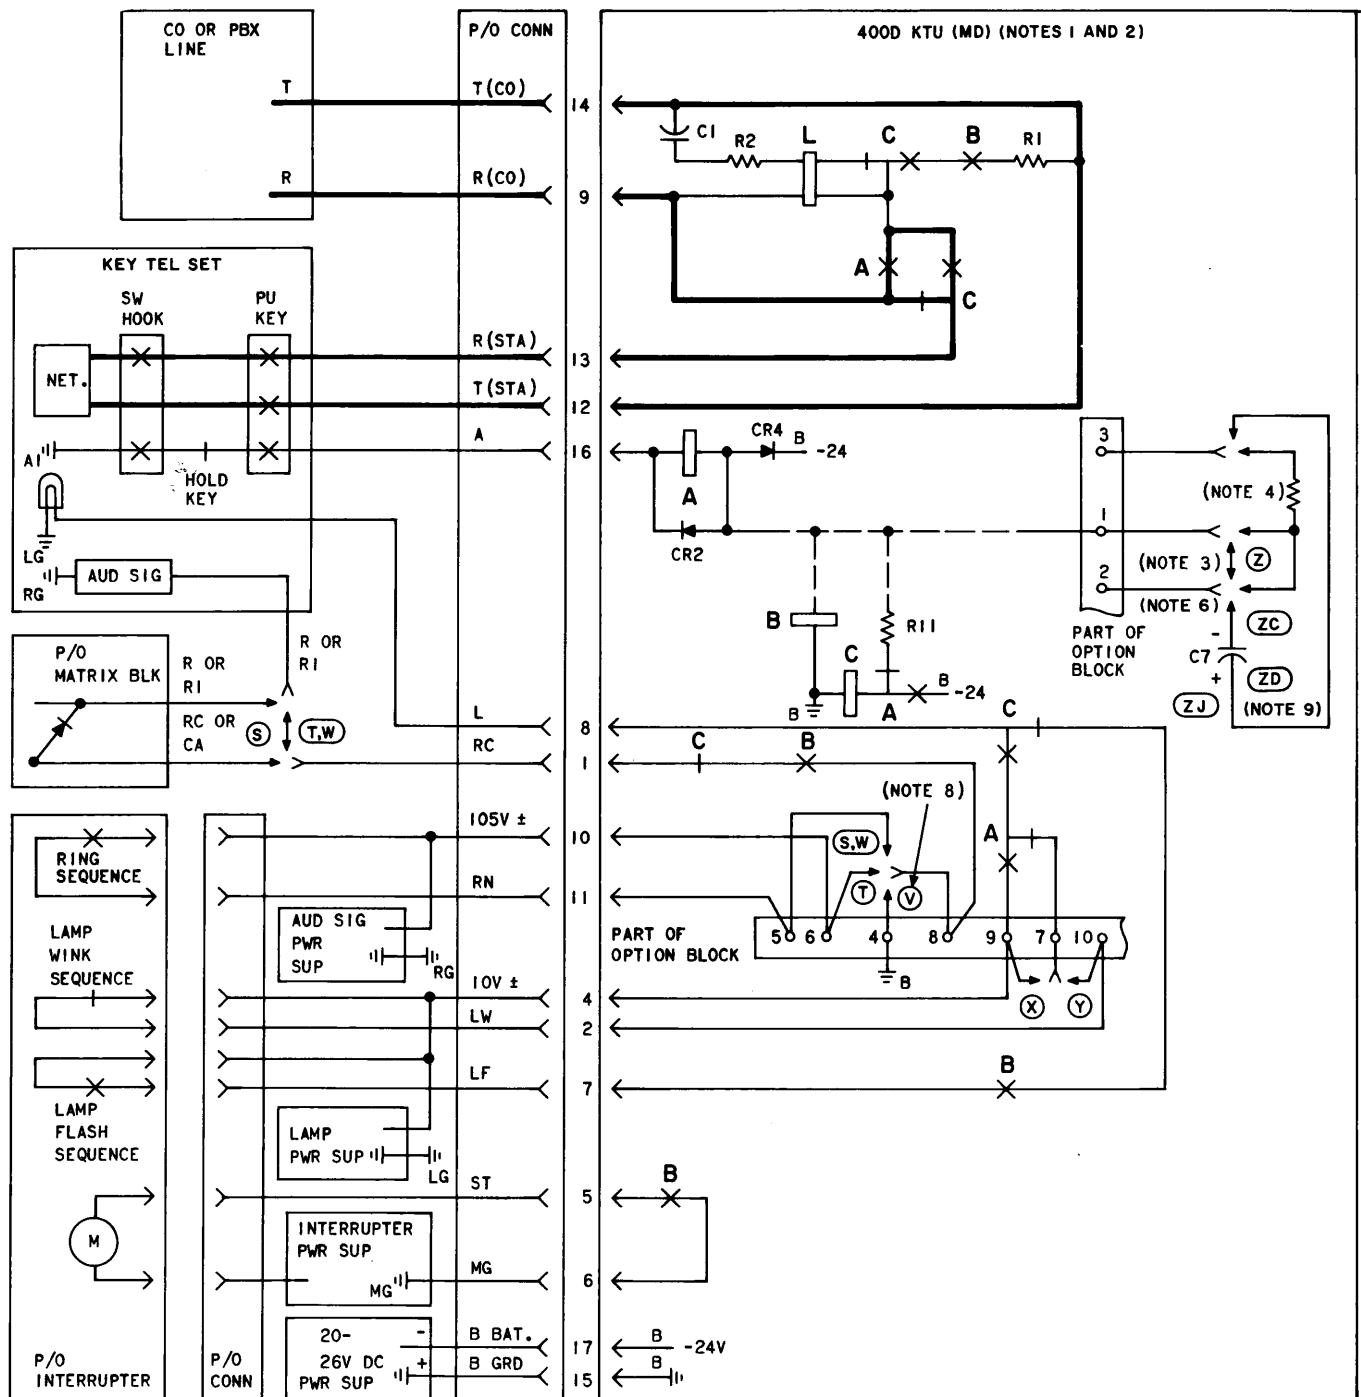 CO OR PBX
LINE
P/O CONN
400D KTU (MD) (NOTES 1 AND 2)
T
T(CO)
14
C1
R2
L
C
B
R1
R
R(CO)
9
A
C
KEY TEL SET
SW
HOOK
PU
KEY
NET.
R(STA)
13
T(STA)
12
A
16
A1
HOLD
KEY
CR4
B
-24
A
CR2
3
(NOTE 4)
1
(NOTE 3)
Z
2
(NOTE 6)
ZC
-
C7
+
ZD
ZJ
(NOTE 9)
PART OF
OPTION
BLOCK
LG
RG
AUD SIG
B
R11
C
B
A
B
-24
P/O
MATRIX BLK
R OR
R1
R OR
R1
RC OR
CA
S
T,W
L
8
C
RC
1
C
B
(NOTE 8)
105V ±
10
S,W
A
RING
SEQUENCE
RN
11
T
V
AUD SIG
PWR
SUP
RG
PART OF
OPTION BLOCK
5
6
4
8
9
7
10
B
X
Y
LAMP
WINK
SEQUENCE
10V ±
4
LW
2
LF
7
B
LAMP
FLASH
SEQUENCE
LAMP
PWR SUP
LG
ST
5
B
M
INTERRUPTER
PWR SUP
MG
MG
6
20-
26V DC
PWR SUP
-
+
B BAT.
17
B
-24V
B GRD
15
B
P/O
INTERRUPTER
P/O
CONN